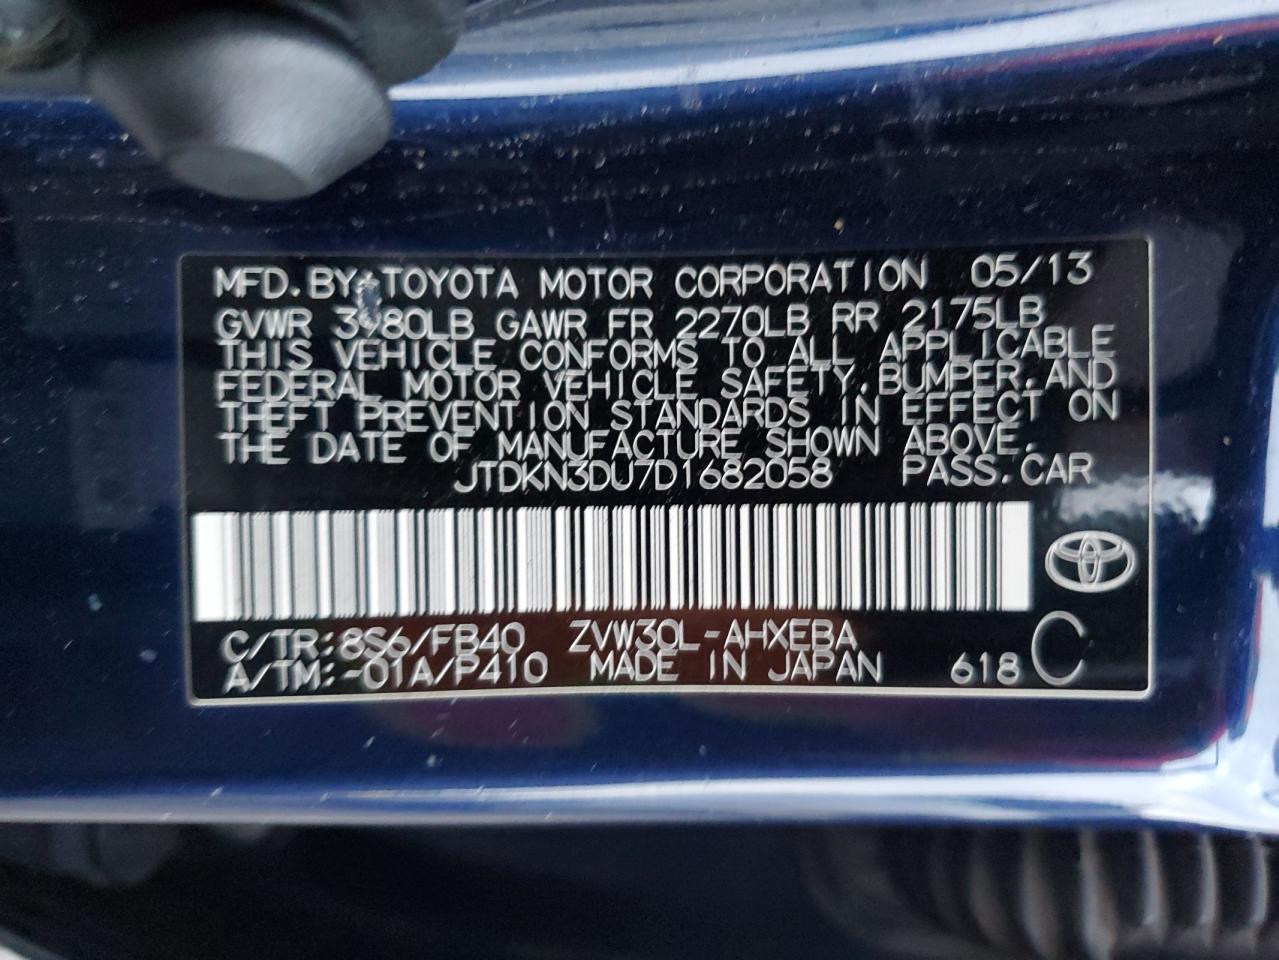 MFD.BY TOYOTA MOTOR CORPORATION 05/13
GVWR GAWR FR 2270LB RR 2175LB
THIS VEHICLE CONFORMS TO ALL APPLICABLE
FEDERAL MOTOR VEHICLE SAFETY,BUMPER,AND
THEFT PREVENTION STANDARDS IN EFFECT ON
THE DATE OF MANUFACTURE SHOWN ABOVE.
JTDKN3DU7D1682058 PASS.CAR
C/TR:8S6/FB40 ZVW30L-AHXEBA
A/TM:-01A/P410 MADE IN JAPAN 618 C